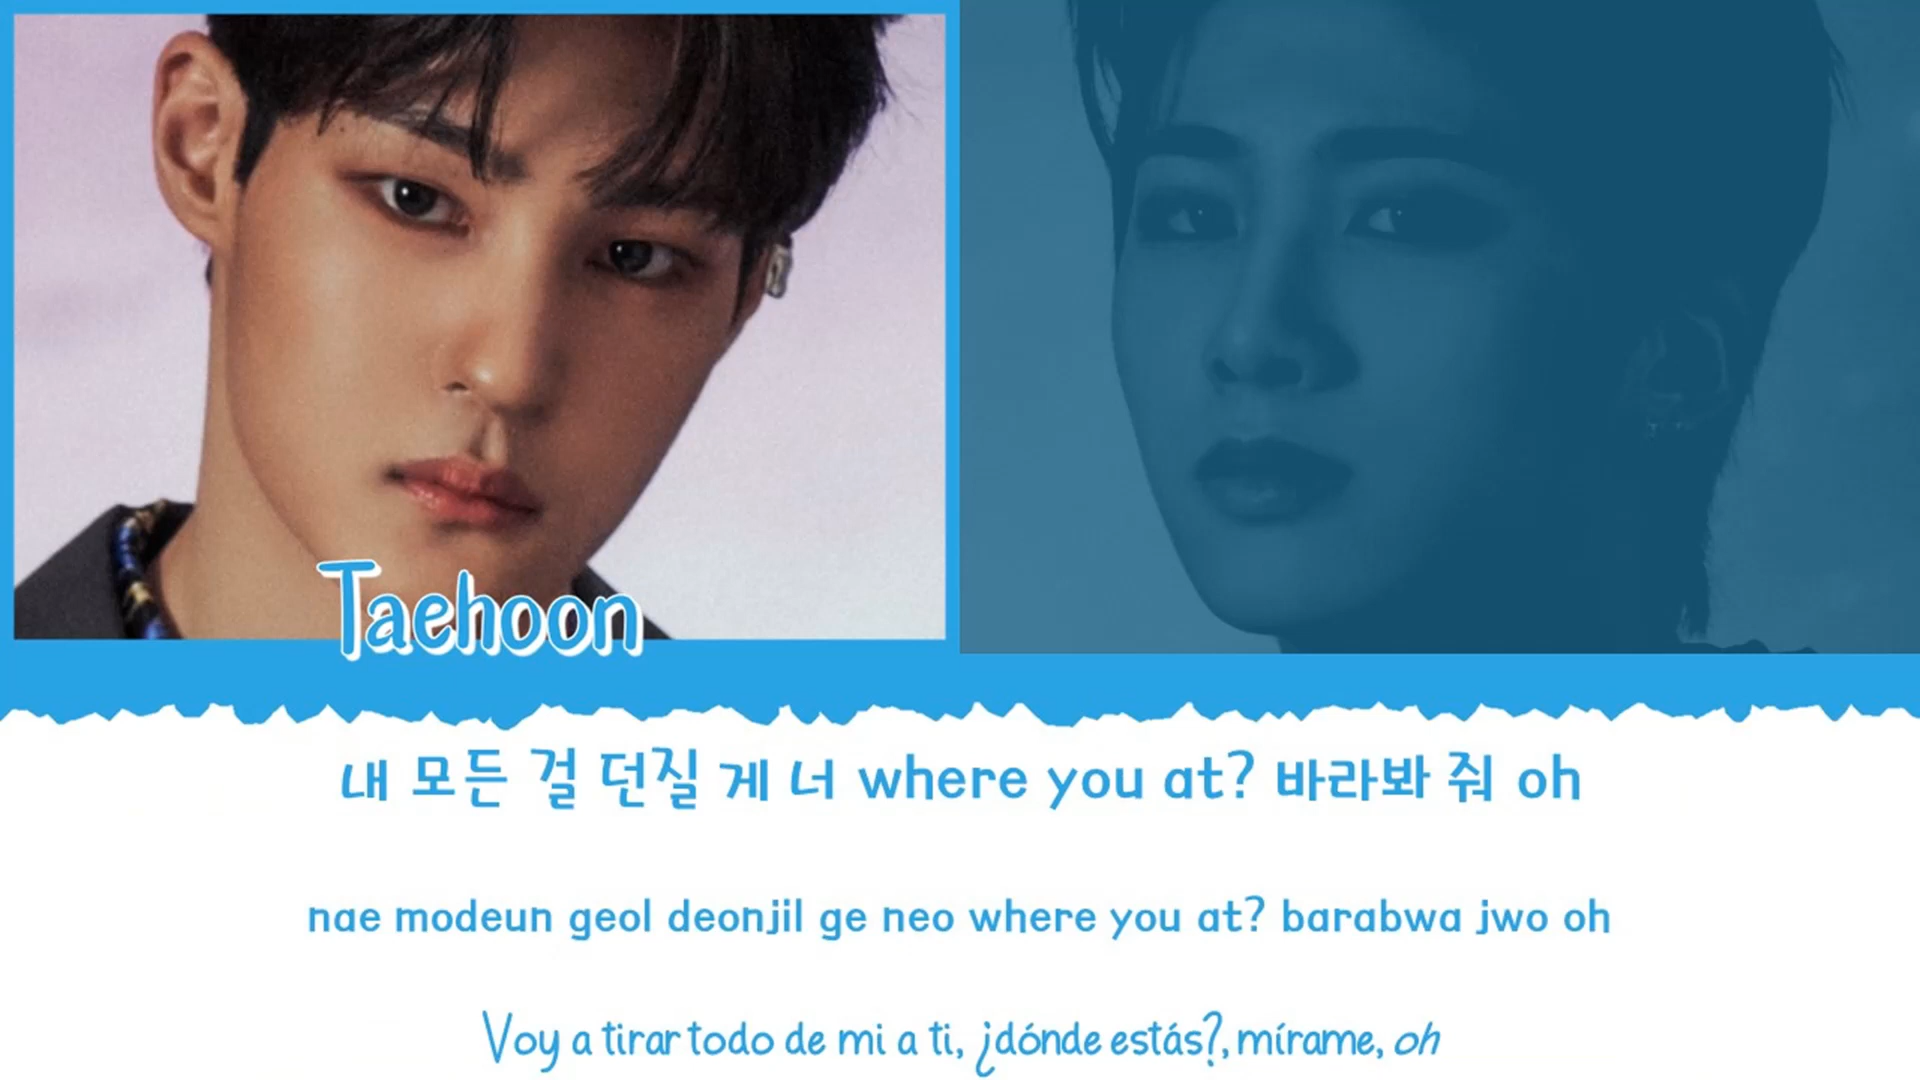 Taehoon
내 모든 걸 던질 게 너 where you at? 바라봐 줘 oh
nae modeun geol deonjil ge neo where you at? barabwa jwo oh
Voy a tirar todo de mi a ti, ¿dónde estás?, mírame, oh